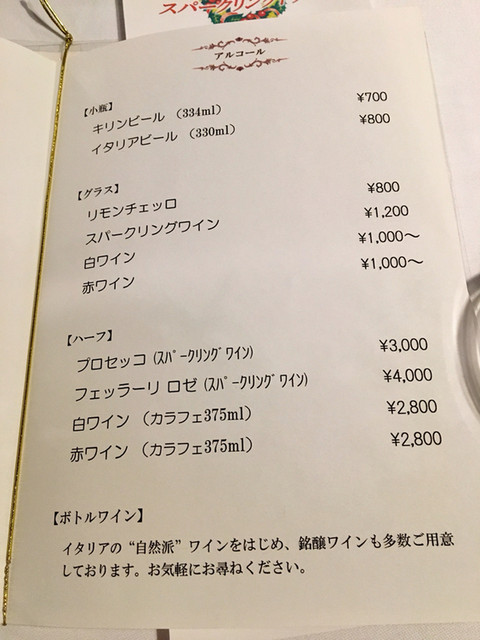 スパークリング
アルコール
【小瓶】
キリンビール (334ml) ¥700
イタリアビール (330ml) ¥800
【グラス】
リモンチェッロ ¥800
スパークリングワイン ¥1,200
白ワイン ¥1,000〜
赤ワイン ¥1,000〜
【ハーフ】
プロセッコ (ｽﾊﾟｰｸﾘﾝｸﾞﾜｲﾝ) ¥3,000
フェッラーリ ロゼ (ｽﾊﾟｰｸﾘﾝｸﾞﾜｲﾝ) ¥4,000
白ワイン (カラフェ375ml) ¥2,800
赤ワイン (カラフェ375ml) ¥2,800
【ボトルワイン】
イタリアの“自然派”ワインをはじめ、銘醸ワインも多数ご用意
しております。お気軽にお尋ねください。